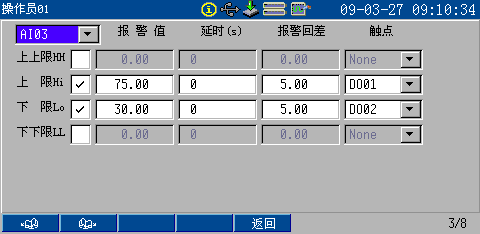 操作员01 09-03-27 09:10:34
AI03 报 警 值 延时(s) 报警回差 触点
上上限HH 0.00 0 0.00 None
上 限Hi 75.00 0 5.00 DO01
下 限Lo 30.00 0 5.00 DO02
下下限LL 0.00 0 0.00 None
返回 3/8